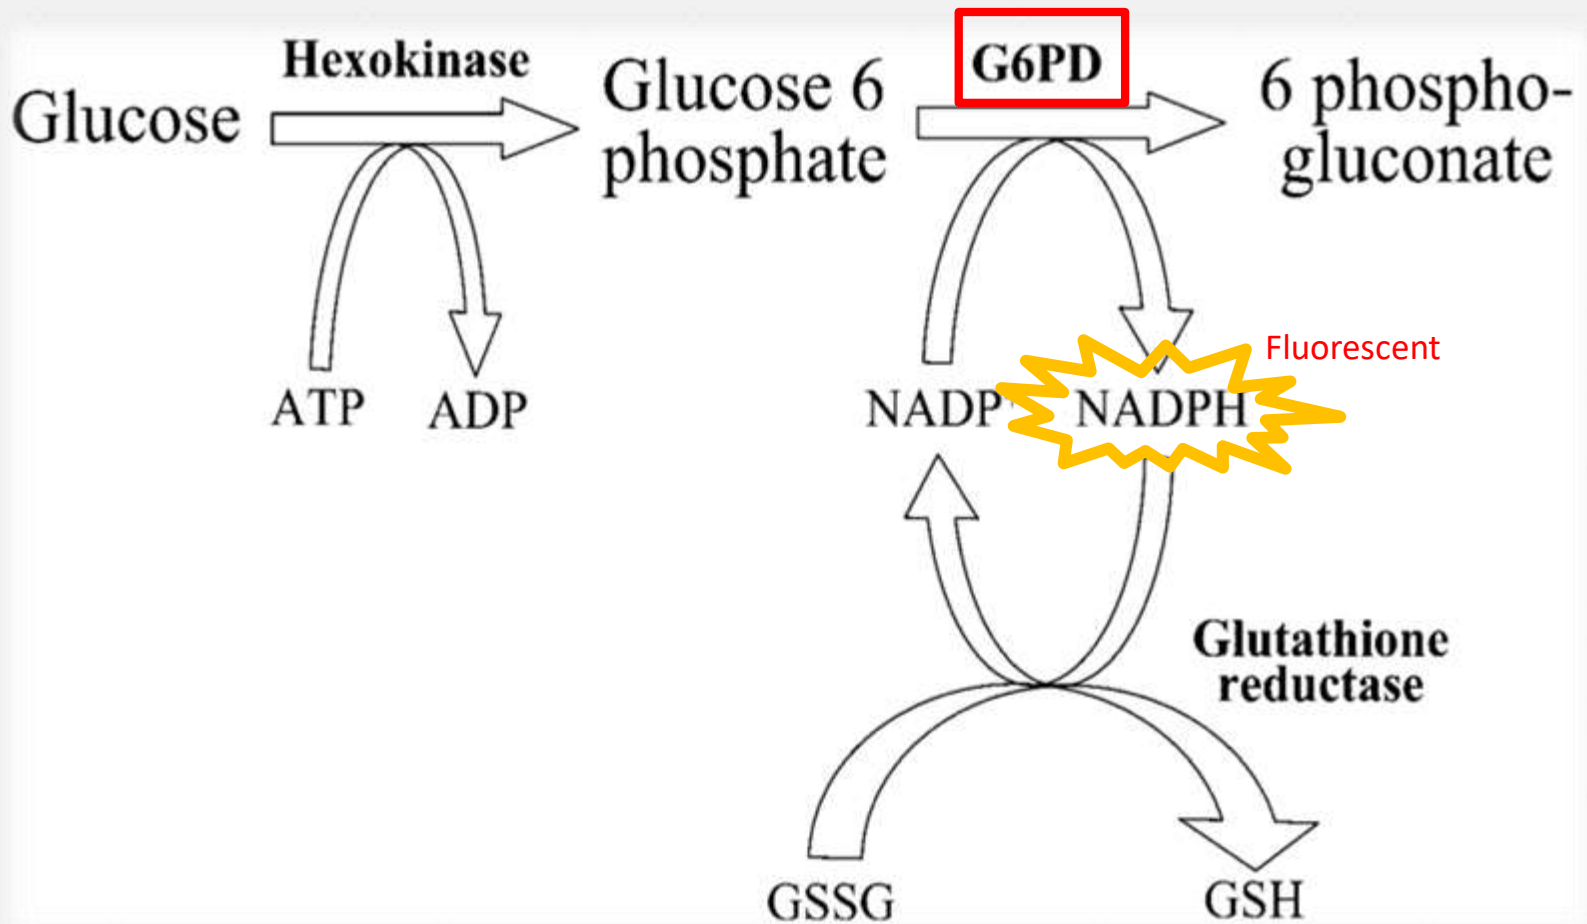 Hexokinase
G6PD
Glucose
Glucose 6
phosphate
6 phospho-
gluconate
Fluorescent
ATP
ADP
NADP⁺
NADPH
Glutathione
reductase
GSSG
GSH